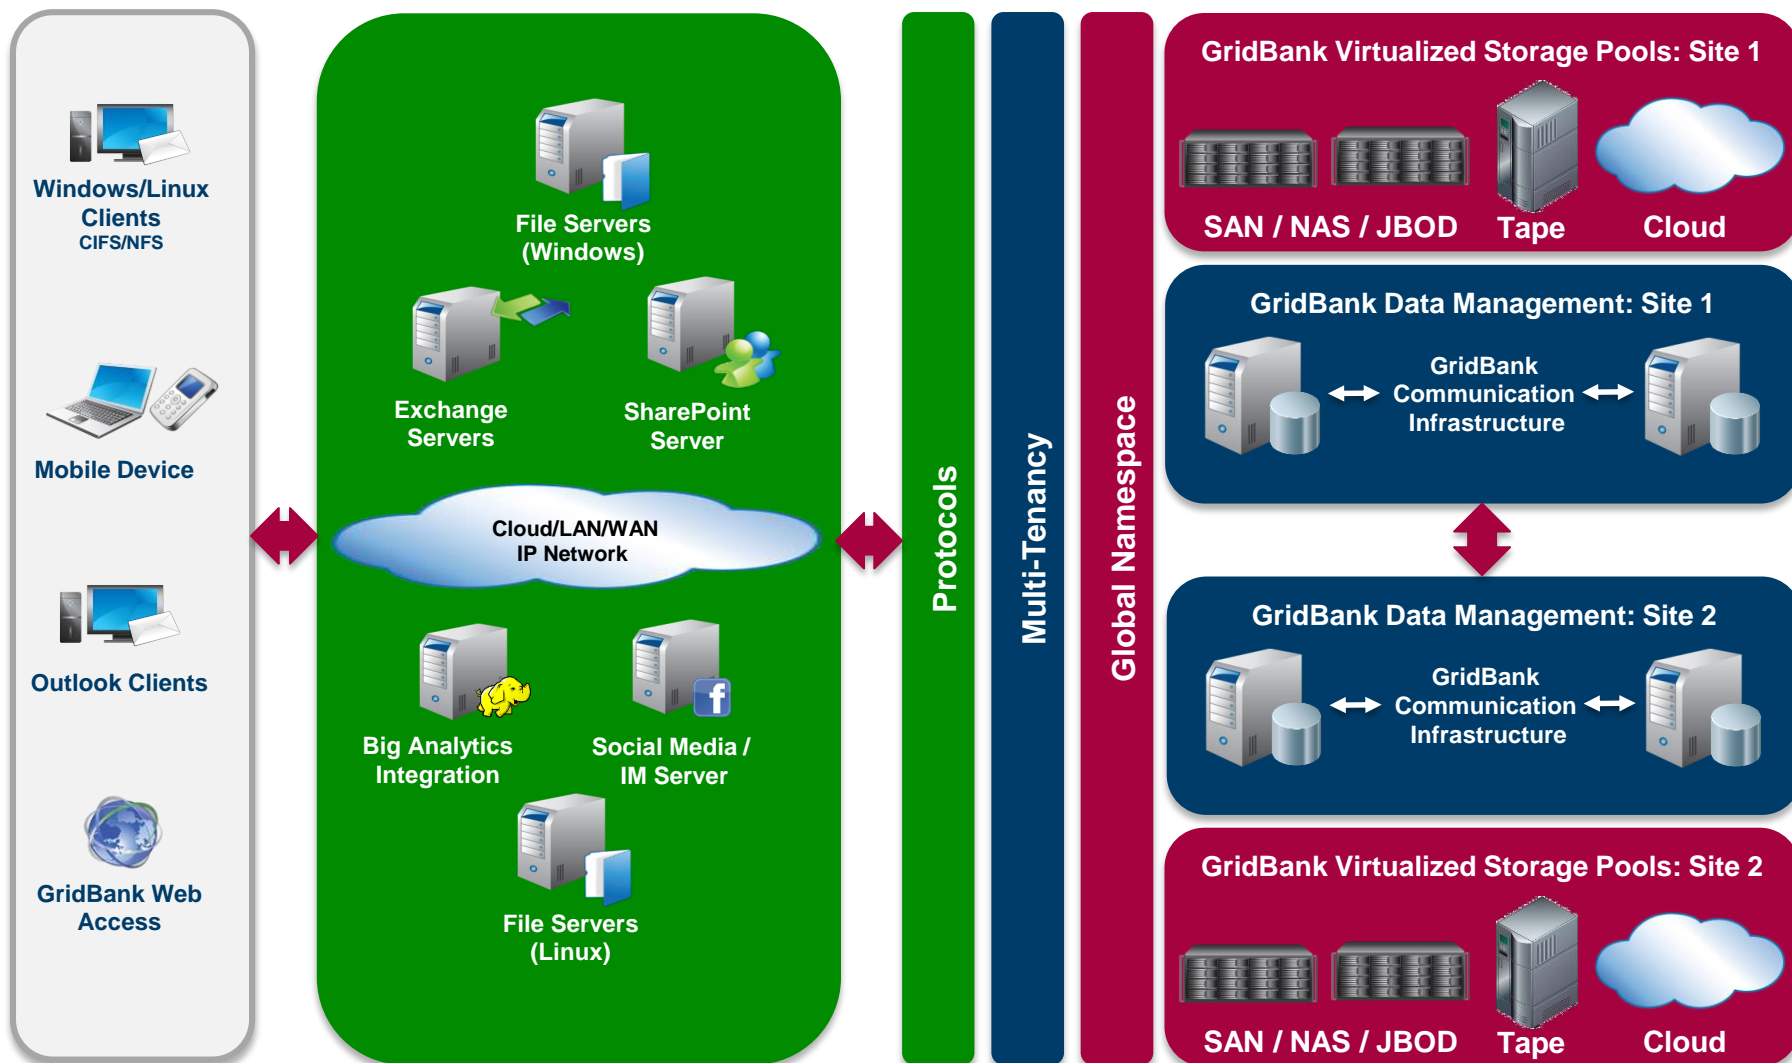 Windows/Linux
Clients
CIFS/NFS
Mobile Device
Outlook Clients
GridBank Web
Access
File Servers
(Windows)
Exchange
Servers
SharePoint
Server
Cloud/LAN/WAN
IP Network
Big Analytics
Integration
Social Media /
IM Server
f
File Servers
(Linux)
Protocols
Multi-Tenancy
Global Namespace
GridBank Virtualized Storage Pools: Site 1
SAN / NAS / JBOD
Tape
Cloud
GridBank Data Management: Site 1
GridBank
Communication
Infrastructure
GridBank Data Management: Site 2
GridBank
Communication
Infrastructure
GridBank Virtualized Storage Pools: Site 2
SAN / NAS / JBOD
Tape
Cloud